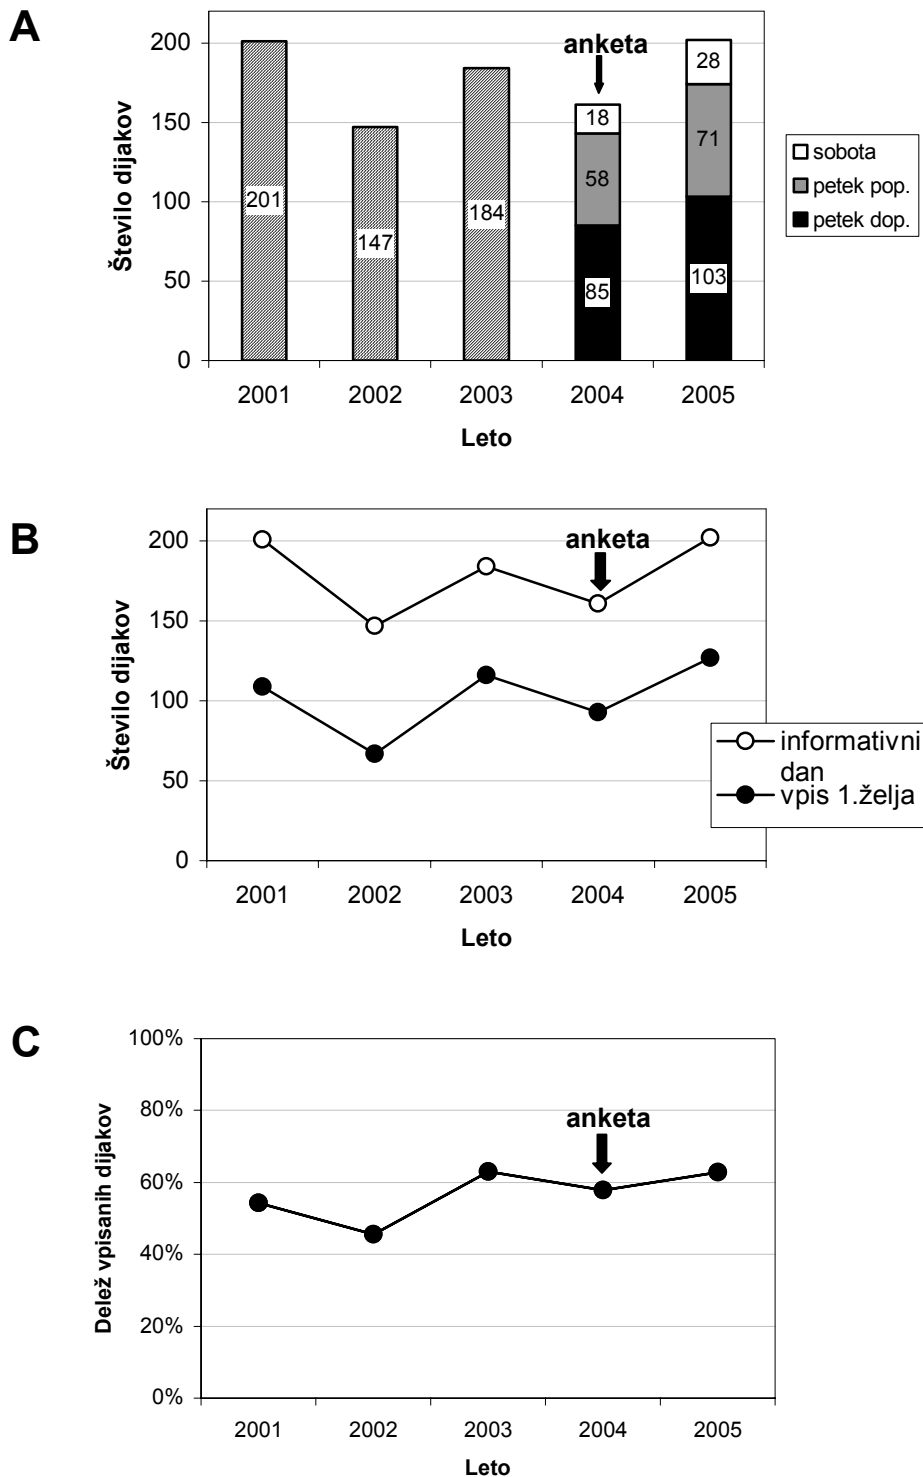 A
200
150
100
50
0
Število dijakov
201
147
184
anketa
18
58
85
28
71
103
sobota
petek pop.
petek dop.
2001 2002 2003 2004 2005
Leto
B
200
150
100
50
0
Število dijakov
anketa
informativni
dan
vpis 1.želja
2001 2002 2003 2004 2005
Leto
C
100%
80%
60%
40%
20%
0%
Delež vpisanih dijakov
anketa
2001 2002 2003 2004 2005
Leto